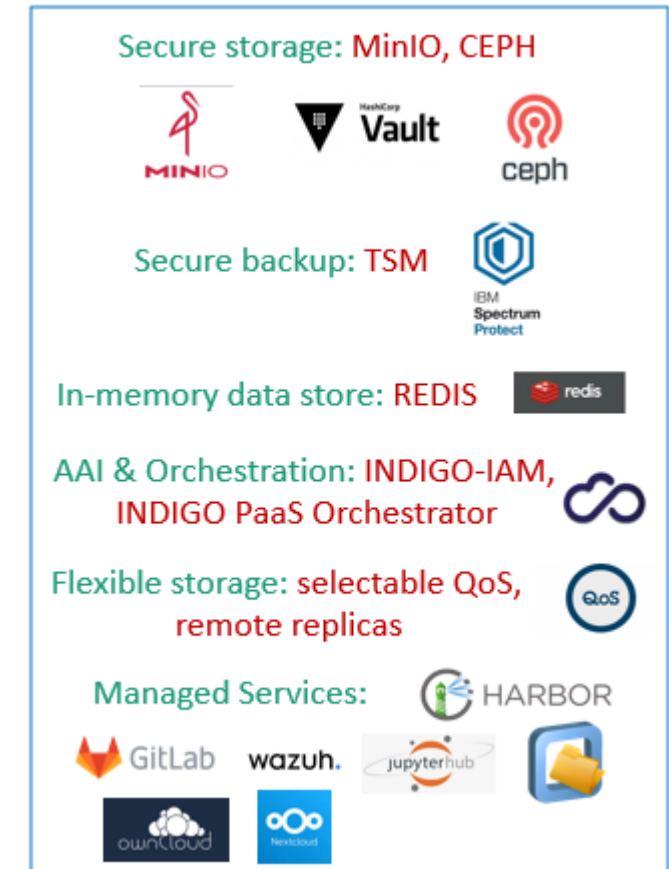 Secure storage: MinIO, CEPH
MINIO
HashiCorp
Vault
ceph
Secure backup: TSM
IBM
Spectrum
Protect
In-memory data store: REDIS
redis
AAI & Orchestration: INDIGO-IAM,
INDIGO PaaS Orchestrator
Flexible storage: selectable QoS,
remote replicas
QoS
Managed Services:
HARBOR
GitLab
wazuh.
jupyterhub
ownCloud
Nextcloud